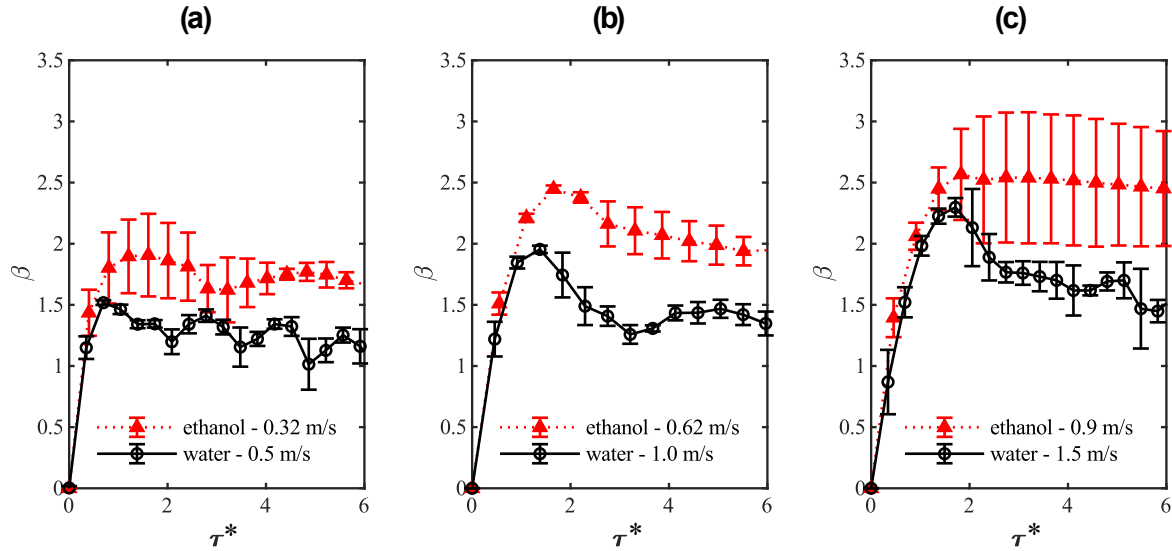 (a)
3.5
3
2.5
2
1.5
1
0.5
0
β
0 2 4 6
τ*
ethanol - 0.32 m/s
water - 0.5 m/s
(b)
3.5
3
2.5
2
1.5
1
0.5
0
β
0 2 4 6
τ*
ethanol - 0.62 m/s
water - 1.0 m/s
(c)
3.5
3
2.5
2
1.5
1
0.5
0
β
0 2 4 6
τ*
ethanol - 0.9 m/s
water - 1.5 m/s